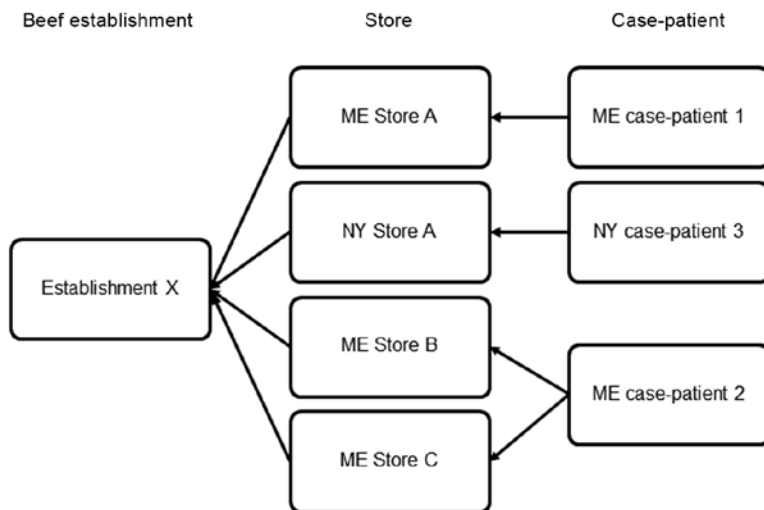 Beef establishment
Store
Case-patient
ME Store A
ME case-patient 1
NY Store A
NY case-patient 3
Establishment X
ME Store B
ME case-patient 2
ME Store C